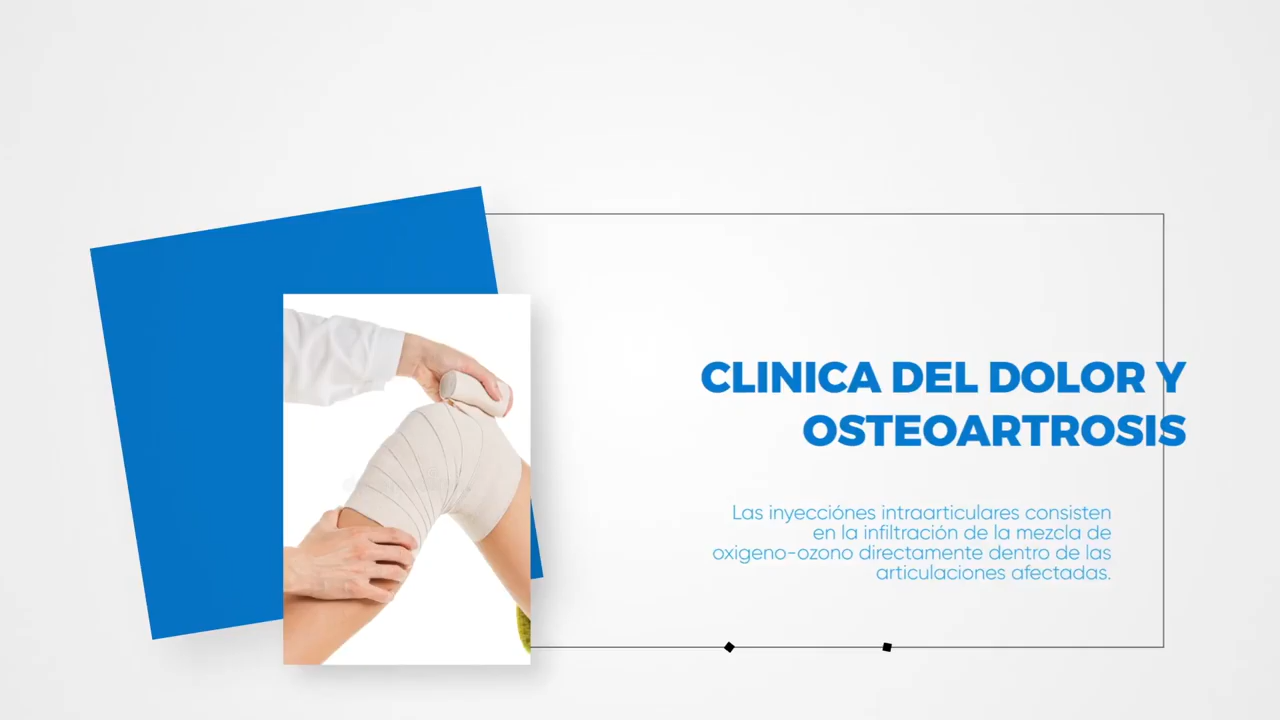 CLINICA DEL DOLOR Y
OSTEOARTROSIS
Las inyecciónes intraarticulares consisten
en la infiltración de la mezcla de
oxigeno-ozono directamente dentro de las
articulaciones afectadas.